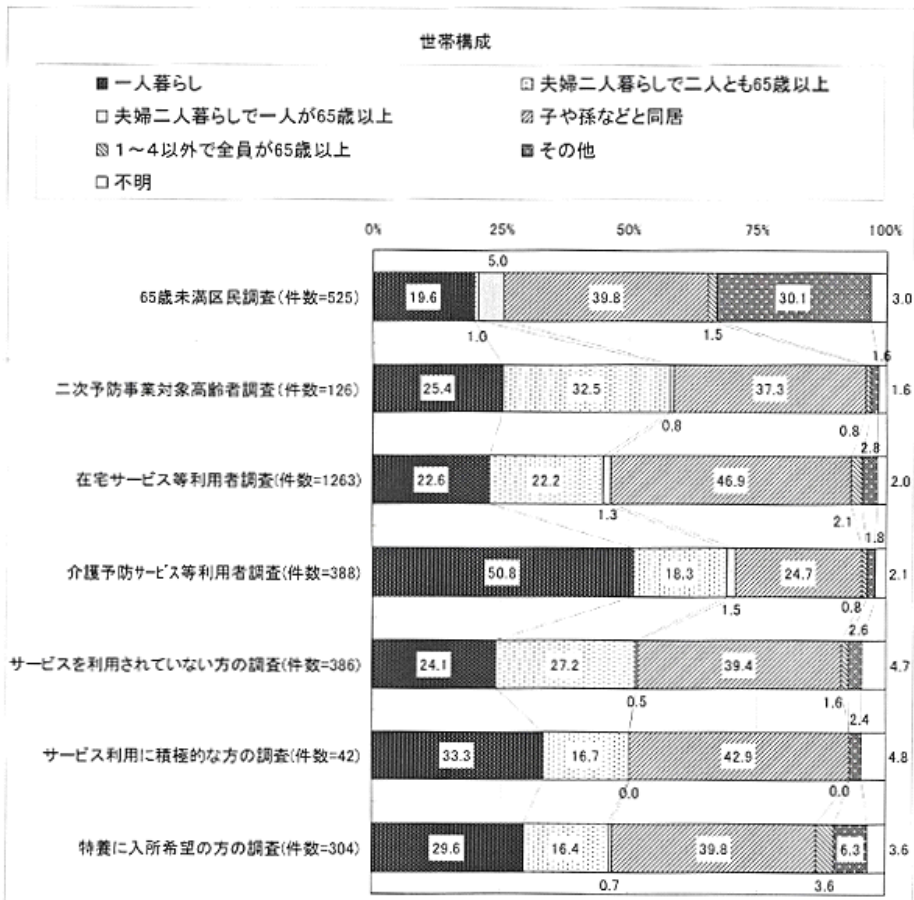 世帯構成
■ 一人暮らし
□ 夫婦二人暮らしで二人とも65歳以上
□ 夫婦二人暮らしで一人が65歳以上
子や孫などと同居
1～4以外で全員が65歳以上
■ その他
□ 不明
0% 25% 50% 75% 100%
5.0
65歳未満区民調査(件数=525) 19.6 39.8 30.1 3.0
1.0 1.5 1.6
二次予防事業対象高齢者調査(件数=126) 25.4 32.5 37.3 1.6
0.8 0.8 2.8
在宅サービス等利用者調査(件数=1263) 22.6 22.2 46.9 2.0
1.3 2.1 1.8
介護予防サービス等利用者調査(件数=388) 50.8 18.3 24.7 2.1
1.5 0.8 2.6
サービスを利用されていない方の調査(件数=386) 24.1 27.2 39.4 4.7
0.5 1.6 2.4
サービス利用に積極的な方の調査(件数=42) 33.3 16.7 42.9 4.8
0.0 0.0
特養に入所希望の方の調査(件数=304) 29.6 16.4 39.8 6.3 3.6
0.7 3.6